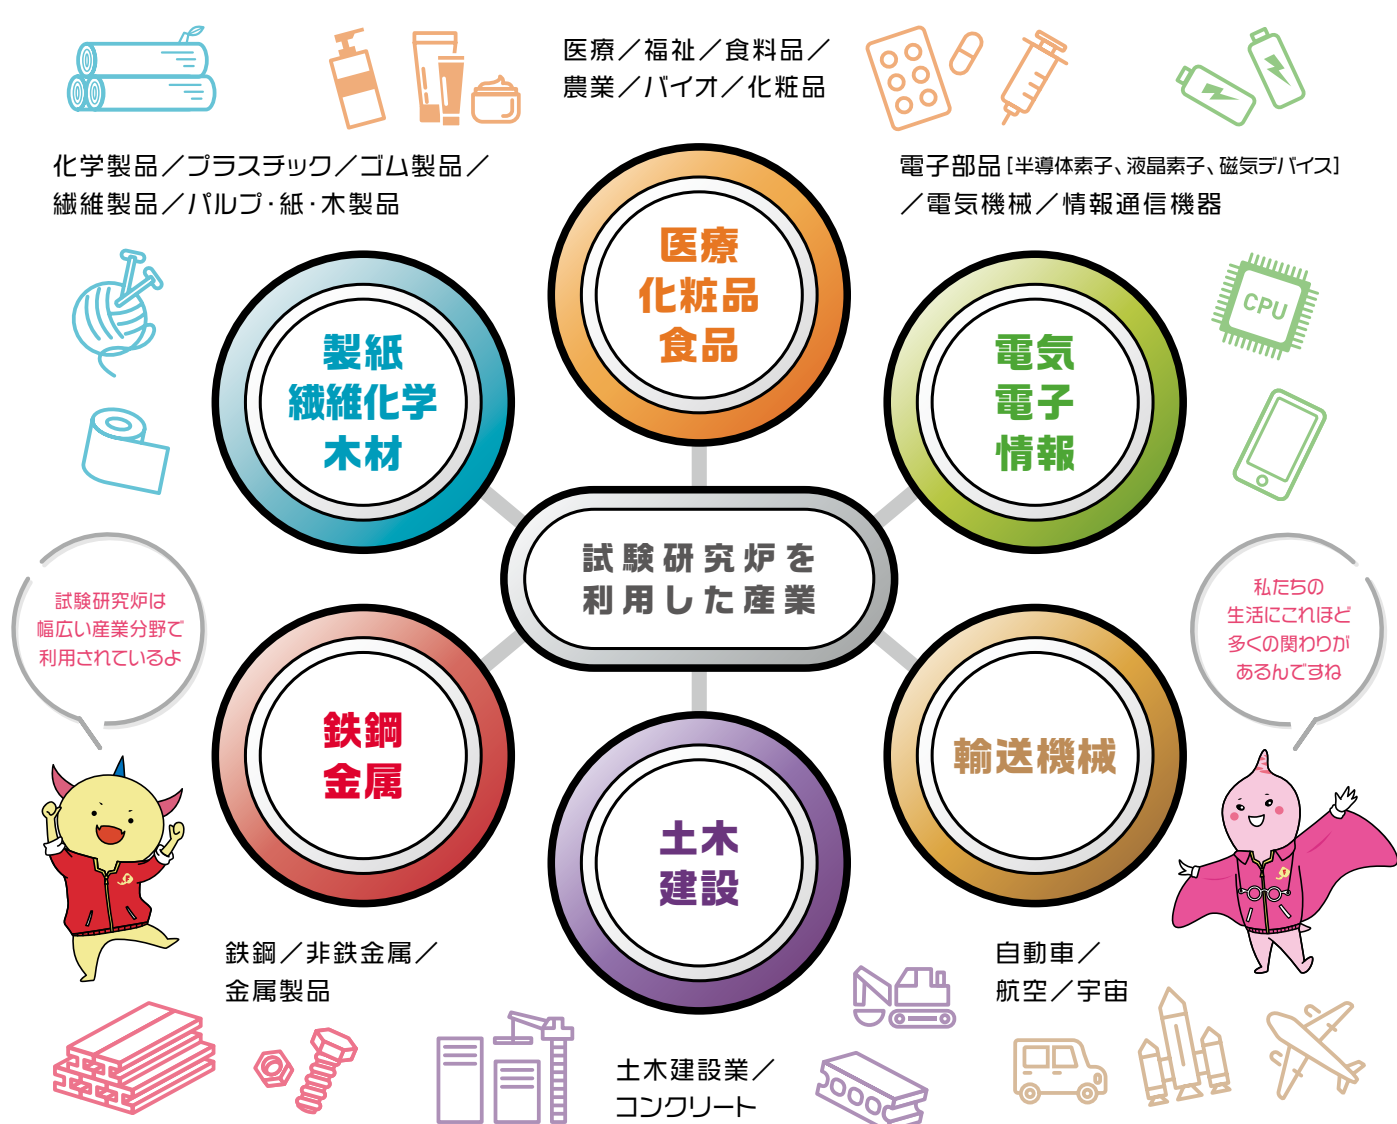 医療／福祉／食料品／
農業／バイオ／化粧品
化学製品／プラスチック／ゴム製品／
繊維製品／パルプ・紙・木製品
電子部品［半導体素子、液晶素子、磁気デバイス］
／電気機械／情報通信機器
医療
化粧品
食品
製紙
繊維化学
木材
電気
電子
情報
CPU
試験研究炉を
利用した産業
試験研究炉は
幅広い産業分野で
利用されているよ
私たちの
生活にこれほど
多くの関わりが
あるんですね
鉄鋼
金属
土木
建設
輸送機械
鉄鋼／非鉄金属／
金属製品
自動車／
航空／宇宙
土木建設業／
コンクリート